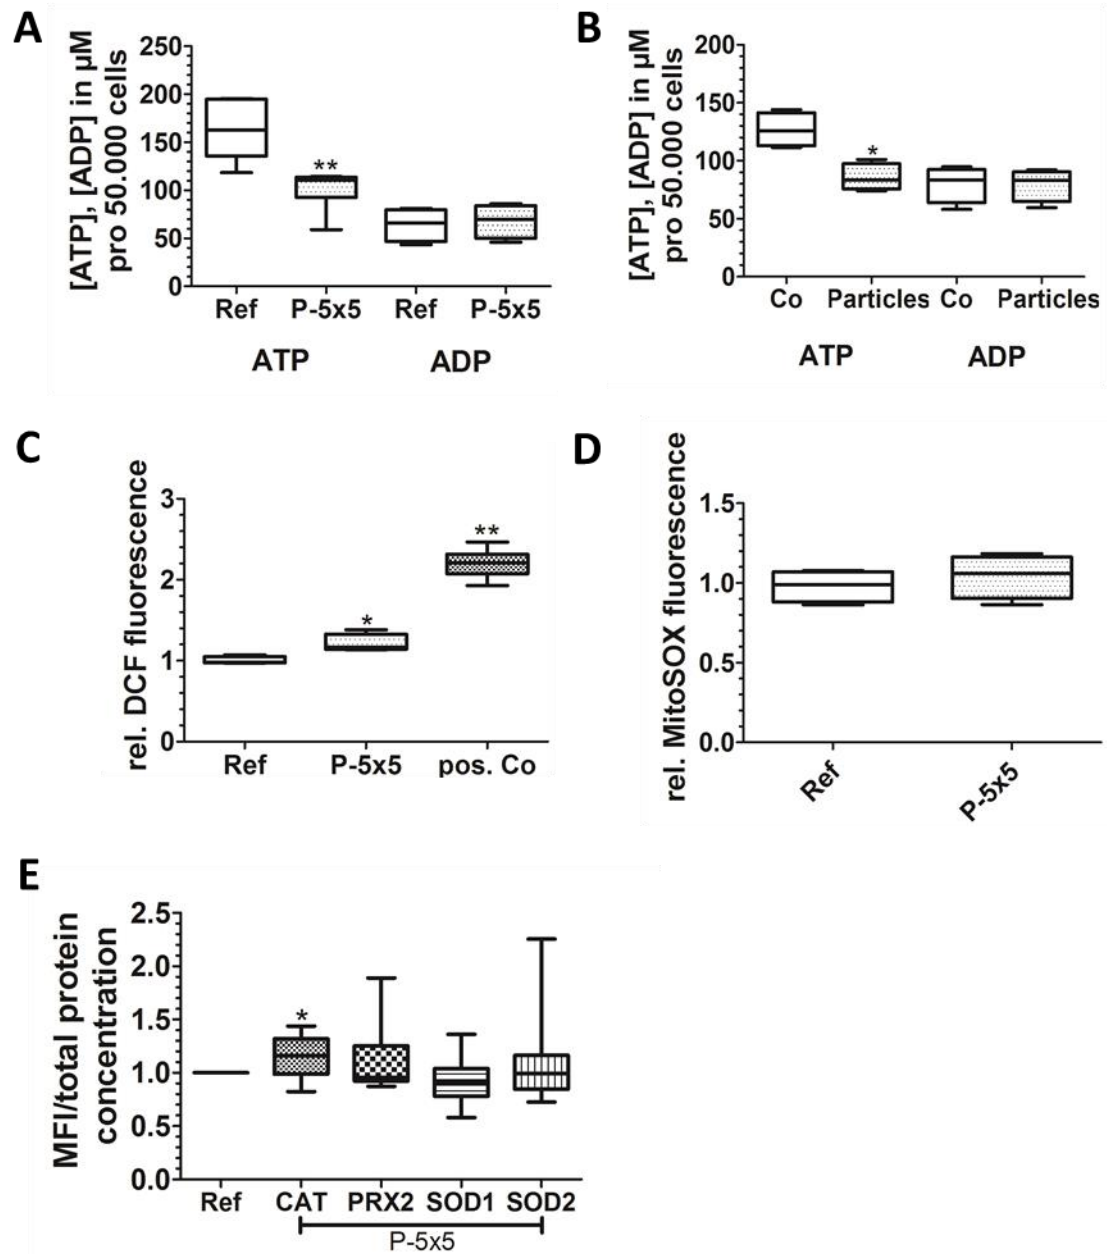 A
[ATP], [ADP] in µM
pro 50.000 cells
250
200
150
100
50
0
**
Ref P-5x5 Ref P-5x5
ATP ADP
B
[ATP], [ADP] in µM
pro 50.000 cells
200
150
100
50
0
*
Co Particles Co Particles
ATP ADP
C
rel. DCF fluorescence
3
2
1
0
*
**
Ref P-5x5 pos. Co
D
rel. MitoSOX fluorescence
1.5
1.0
0.5
0.0
Ref
P-5x5
E
MFI/total protein
concentration
2.5
2.0
1.5
1.0
0.5
0.0
*
Ref CAT PRX2 SOD1 SOD2
P-5x5